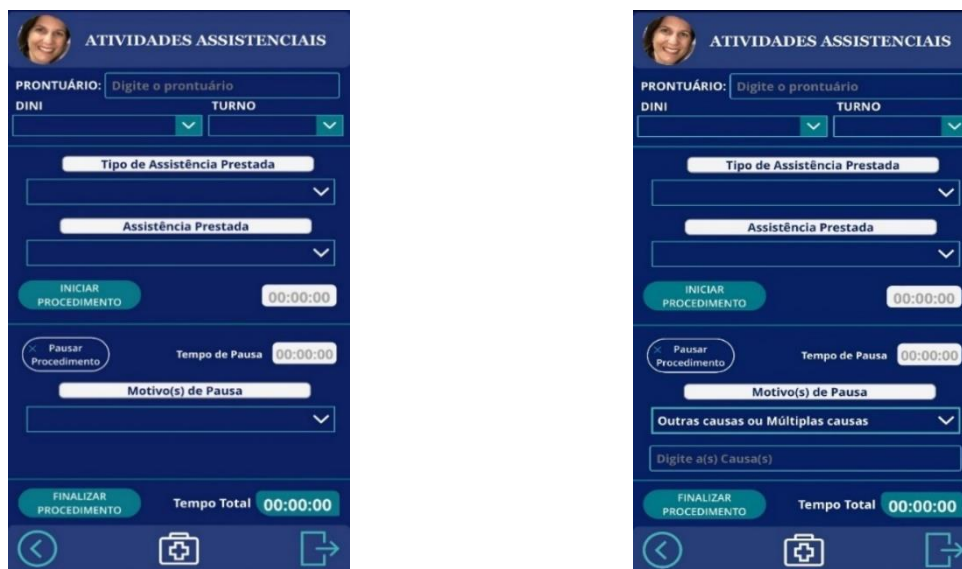 ATIVIDADES ASSISTENCIAIS
PRONTUÁRIO: Digite o prontuário
DINI TURNO
Tipo de Assistência Prestada
Assistência Prestada
INICIAR
PROCEDIMENTO
00:00:00
Pausar
Procedimento
Tempo de Pausa 00:00:00
Motivo(s) de Pausa
FINALIZAR
PROCEDIMENTO
Tempo Total 00:00:00
ATIVIDADES ASSISTENCIAIS
PRONTUÁRIO: Digite o prontuário
DINI TURNO
Tipo de Assistência Prestada
Assistência Prestada
INICIAR
PROCEDIMENTO
00:00:00
Pausar
Procedimento
Tempo de Pausa 00:00:00
Motivo(s) de Pausa
Outras causas ou Múltiplas causas
Digite a(s) Causa(s)
FINALIZAR
PROCEDIMENTO
Tempo Total 00:00:00